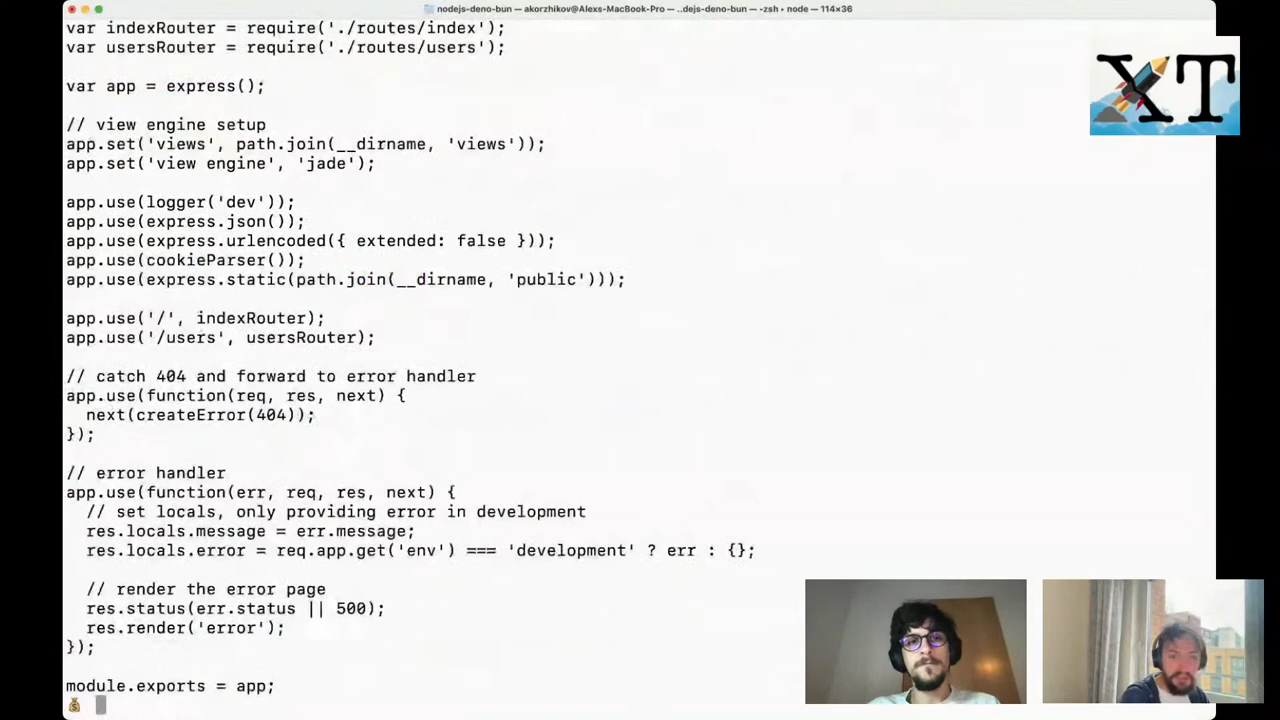 nodejs-deno-bun — akorzhikov@Alexs-MacBook-Pro — ..dejs-deno-bun — -zsh ▸ node — 114×36
var indexRouter = require('./routes/index');
var usersRouter = require('./routes/users');
var app = express();
// view engine setup
app.set('views', path.join(__dirname, 'views'));
app.set('view engine', 'jade');
app.use(logger('dev'));
app.use(express.json());
app.use(express.urlencoded({ extended: false }));
app.use(cookieParser());
app.use(express.static(path.join(__dirname, 'public')));
app.use('/', indexRouter);
app.use('/users', usersRouter);
// catch 404 and forward to error handler
app.use(function(req, res, next) {
  next(createError(404));
});
// error handler
app.use(function(err, req, res, next) {
  // set locals, only providing error in development
  res.locals.message = err.message;
  res.locals.error = req.app.get('env') === 'development' ? err : {};
  // render the error page
  res.status(err.status || 500);
  res.render('error');
});
module.exports = app;
XT